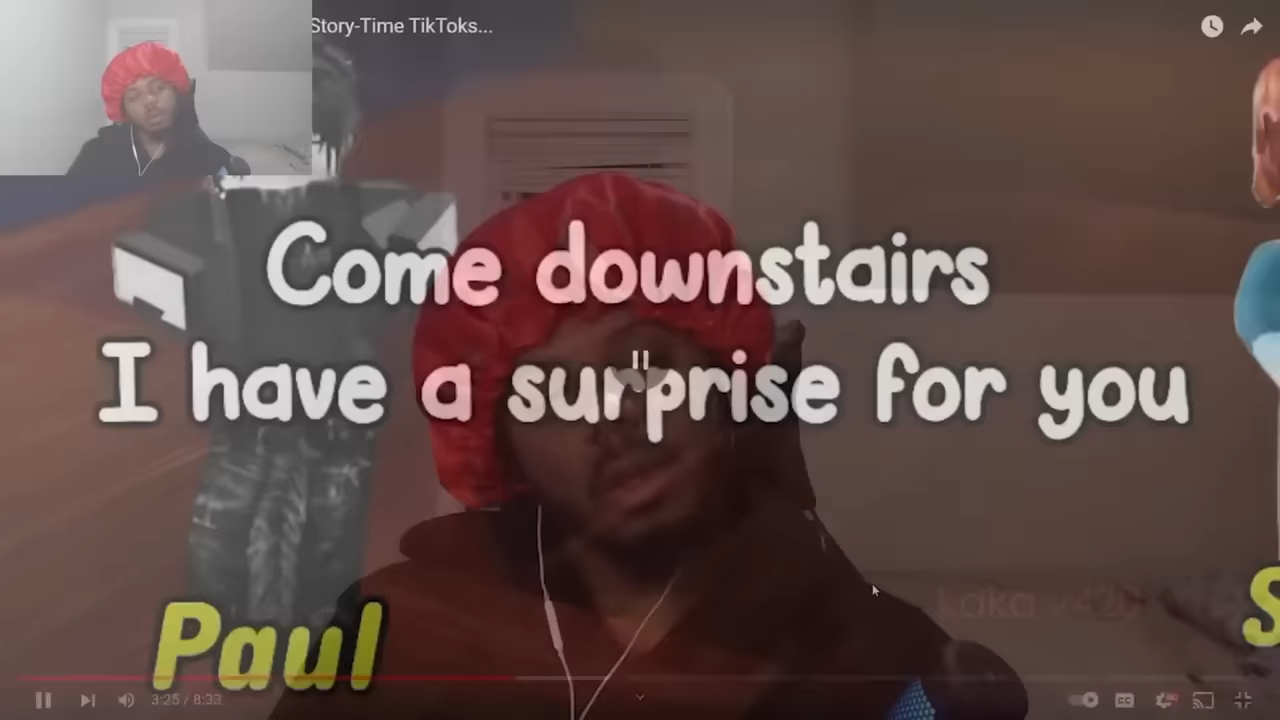 Story-Time TikToks...
Come downstairs
I have a surprise for you
Paul
S
3:25 / 8:33